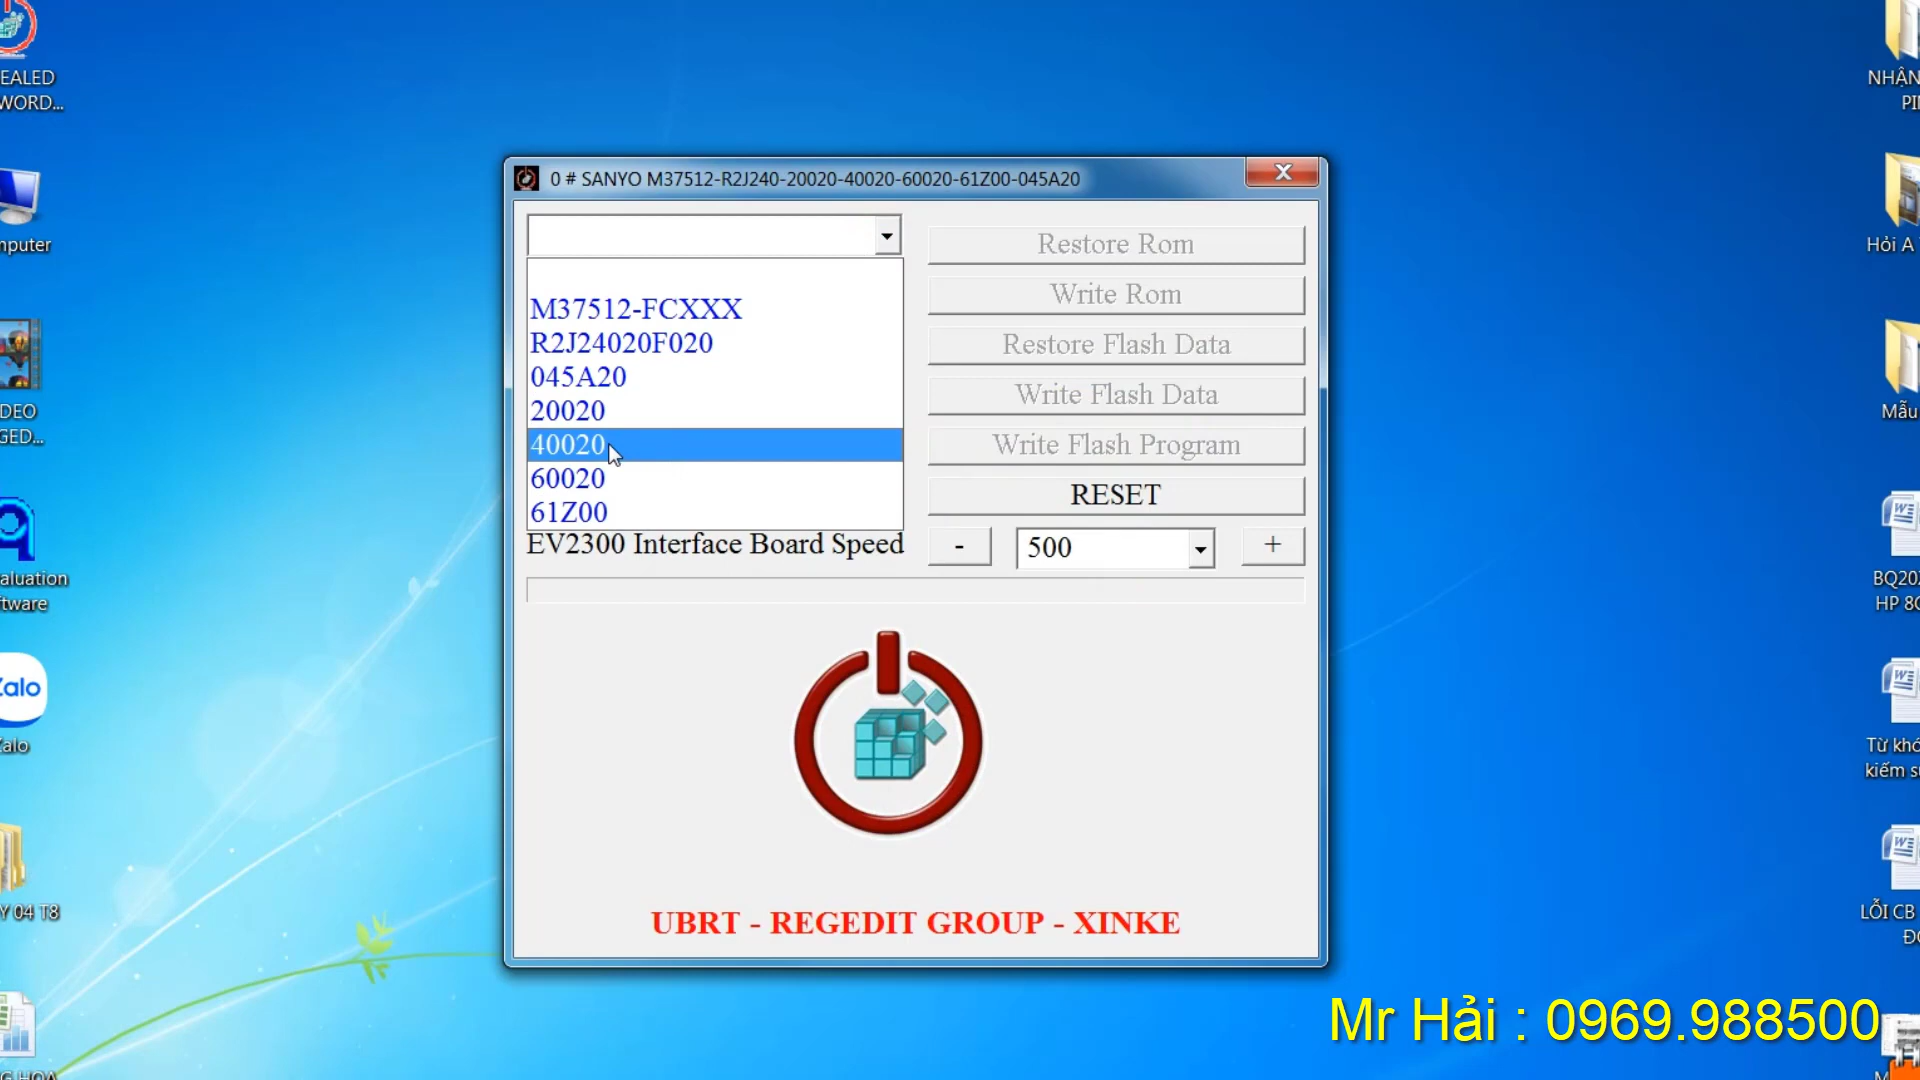 EALED
WORD...
mputer
DEO
GED...
aluation
ftware
Zalo
Zalo
Y 04 T8
0 # SANYO M37512-R2J240-20020-40020-60020-61Z00-045A20
M37512-FCXXX
R2J24020F020
045A20
20020
40020
60020
61Z00
Restore Rom
Write Rom
Restore Flash Data
Write Flash Data
Write Flash Program
RESET
EV2300 Interface Board Speed
-
500
+
UBRT - REGEDIT GROUP - XINKE
NHẬN
PI
Hỏi A
Mẫu
BQ20
HP 8
Từ khó
kiếm s
LỖI CB
Mr Hải : 0969.988500